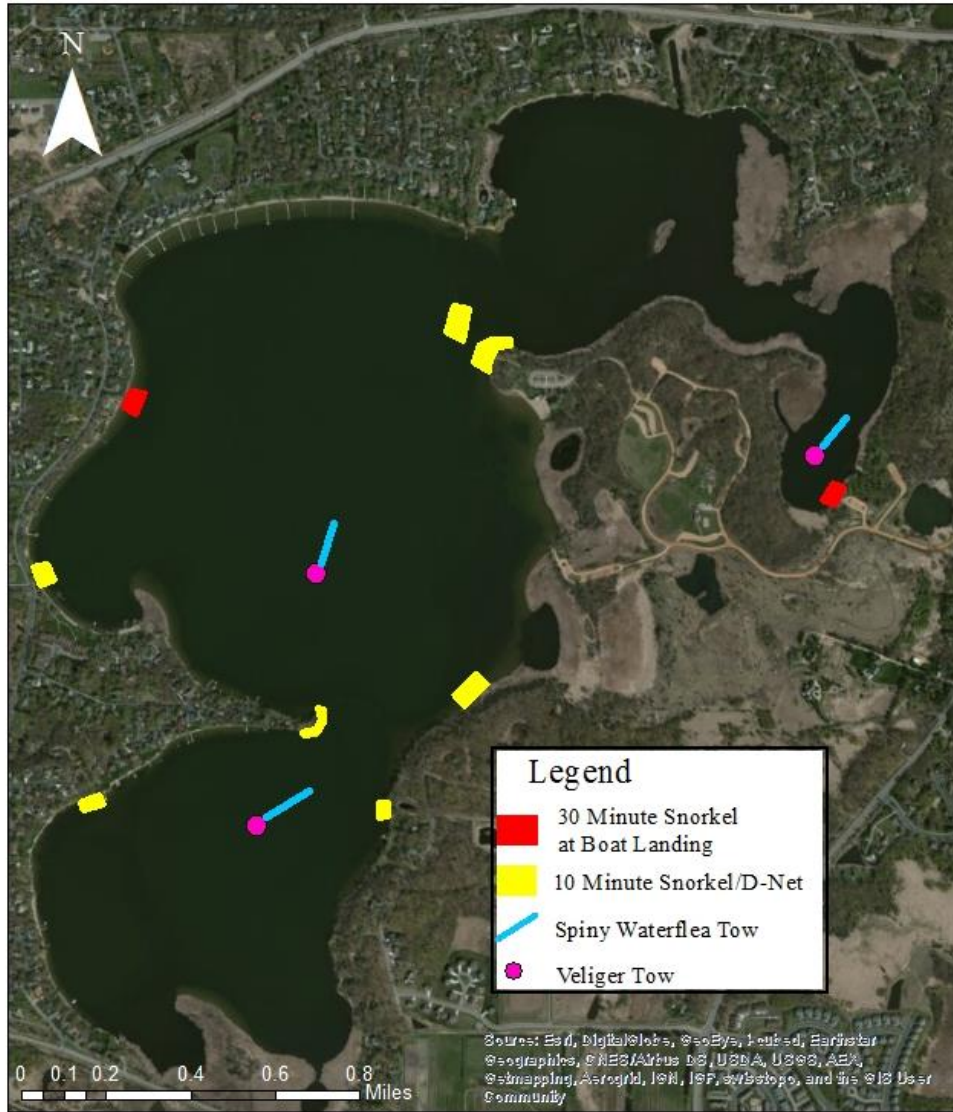 N
Legend
30 Minute Snorkel
at Boat Landing
10 Minute Snorkel/D-Net
Spiny Waterflea Tow
Veliger Tow
Source: Esri, DigitalGlobe, GeoEye, i-cubed, Earthstar
Geographics, CNES/Airbus DS, USDA, USGS, AEX,
Getmapping, Aerogrid, IGN, IGP, swisstopo, and the GIS User
Community
0 0.1 0.2 0.4 0.6 0.8
Miles